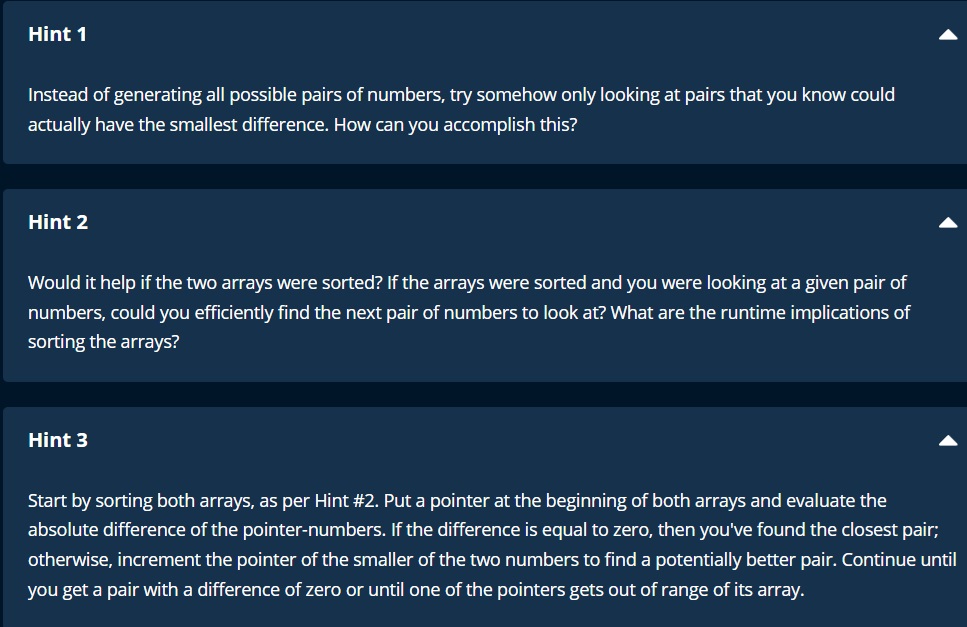 Hint 1
Instead of generating all possible pairs of numbers, try somehow only looking at pairs that you know could
actually have the smallest difference. How can you accomplish this?
Hint 2
Would it help if the two arrays were sorted? If the arrays were sorted and you were looking at a given pair of
numbers, could you efficiently find the next pair of numbers to look at? What are the runtime implications of
sorting the arrays?
Hint 3
Start by sorting both arrays, as per Hint #2. Put a pointer at the beginning of both arrays and evaluate the
absolute difference of the pointer-numbers. If the difference is equal to zero, then you've found the closest pair;
otherwise, increment the pointer of the smaller of the two numbers to find a potentially better pair. Continue until
you get a pair with a difference of zero or until one of the pointers gets out of range of its array.